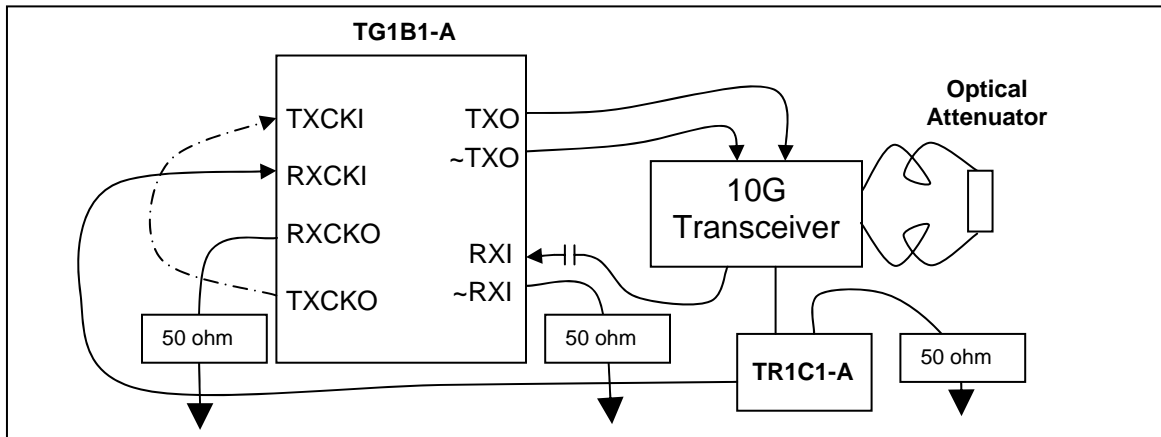 TG1B1-A
TXCKI
RXCKI
RXCKO
TXCKO
TXO
~TXO
RXI
~RXI
10G
Transceiver
Optical
Attenuator
50 ohm
50 ohm
TR1C1-A
50 ohm